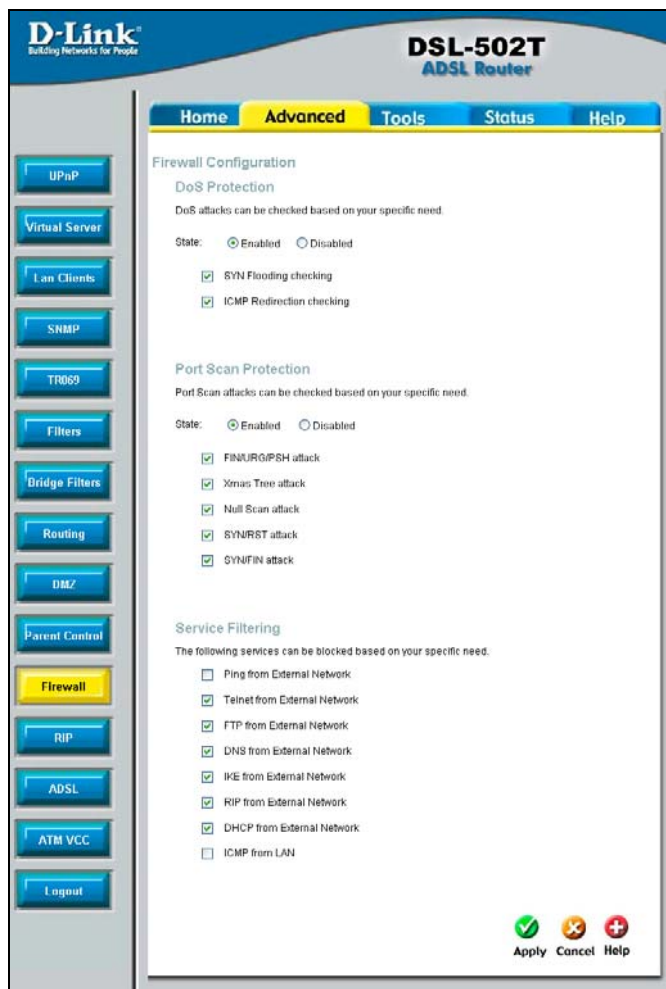 D-Link
Building Networks for People
DSL-502T
ADSL Router
Home Advanced Tools Status Help
UPnP
Virtual Server
Lan Clients
SNMP
TR069
Filters
Bridge Filters
Routing
DMZ
Parent Control
Firewall
RIP
ADSL
ATM VCC
Logout
Firewall Configuration
DoS Protection
DoS attacks can be checked based on your specific need.
State: Enabled Disabled
SYN Flooding checking
ICMP Redirection checking
Port Scan Protection
Port Scan attacks can be checked based on your specific need.
State: Enabled Disabled
FIN/URG/PSH attack
Xmas Tree attack
Null Scan attack
SYN/RST attack
SYN/FIN attack
Service Filtering
The following services can be blocked based on your specific need.
Ping from External Network
Telnet from External Network
FTP from External Network
DNS from External Network
IKE from External Network
RIP from External Network
DHCP from External Network
ICMP from LAN
Apply Cancel Help